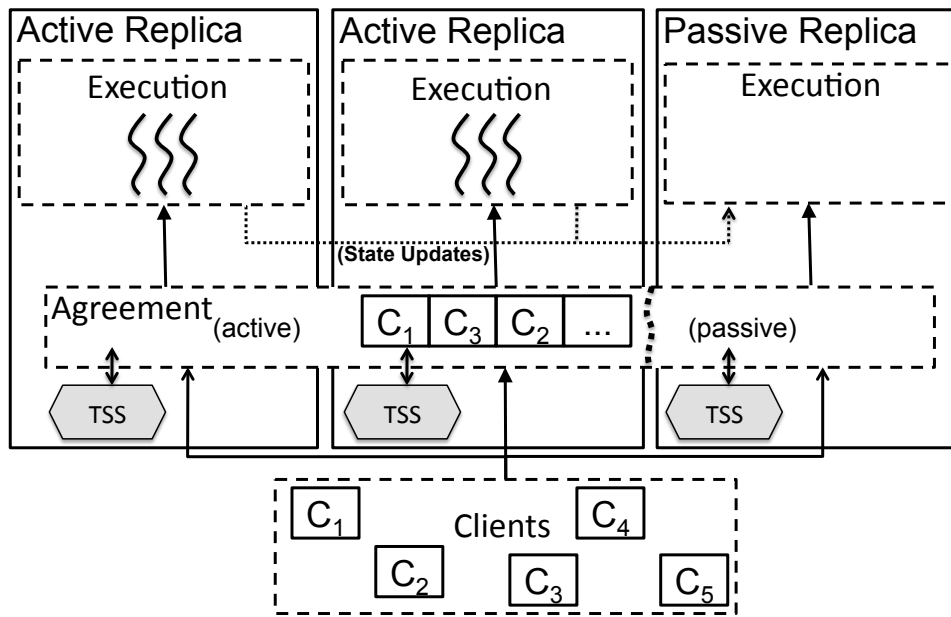 Active Replica
Active Replica
Passive Replica
Execution
Execution
Execution
(State Updates)
Agreement
(active)
C1
C3
C2
...
(passive)
TSS
TSS
TSS
C1
Clients
C4
C2
C3
C5